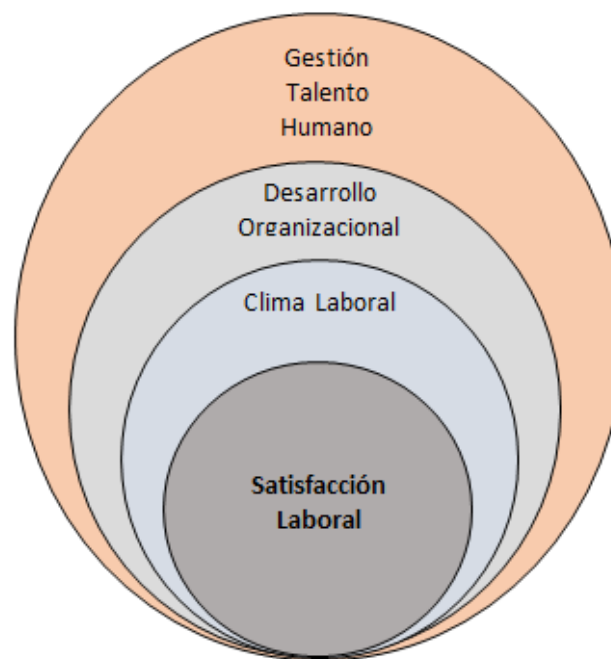 Gestión
Talento
Humano
Desarrollo
Organizacional
Clima Laboral
Satisfacción
Laboral